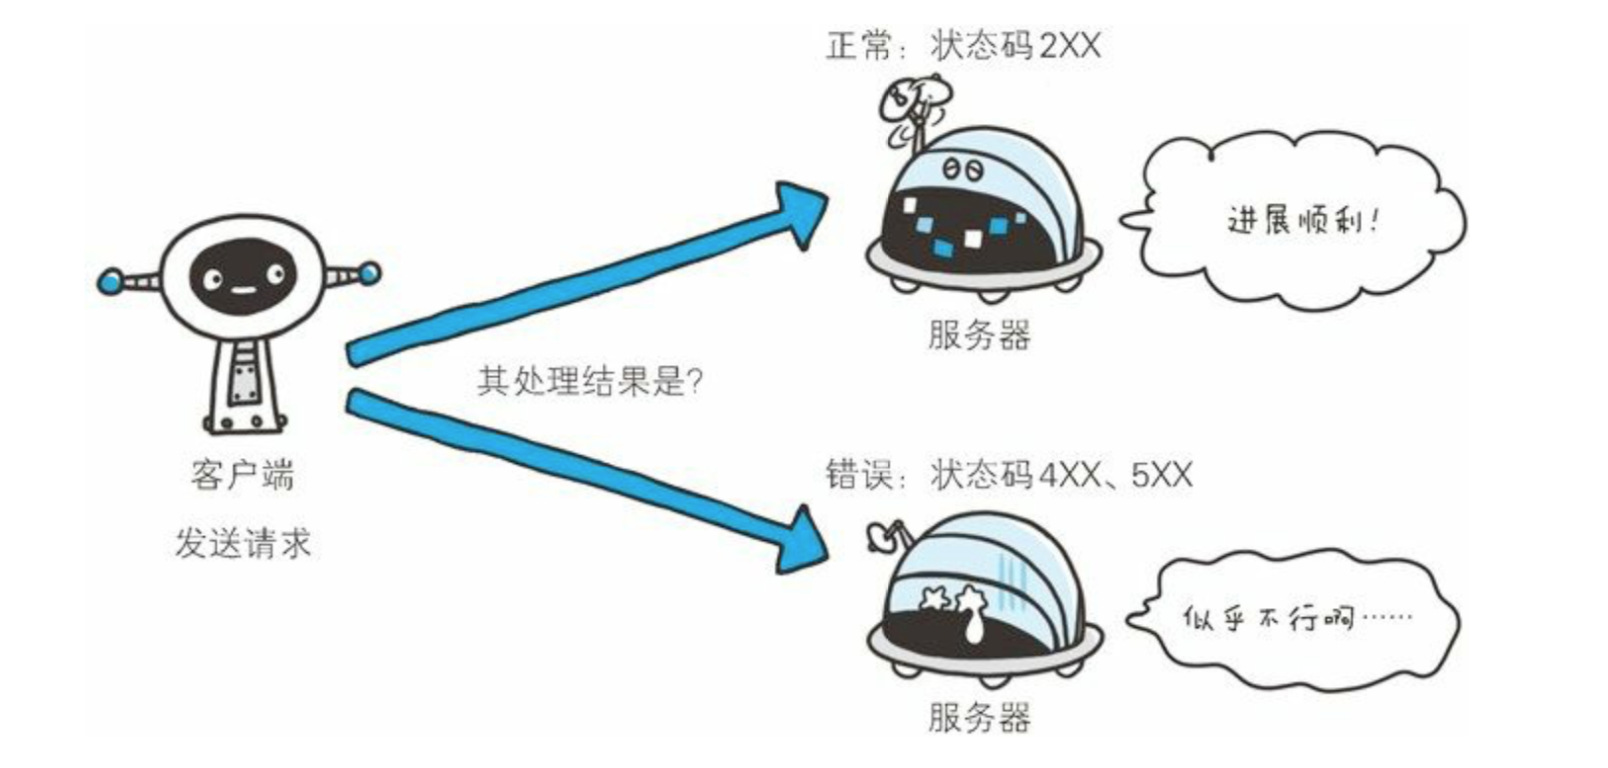 正常：状态码2XX
进展顺利！
服务器
其处理结果是？
客户端
发送请求
错误：状态码4XX、5XX
似乎不行啊……
服务器